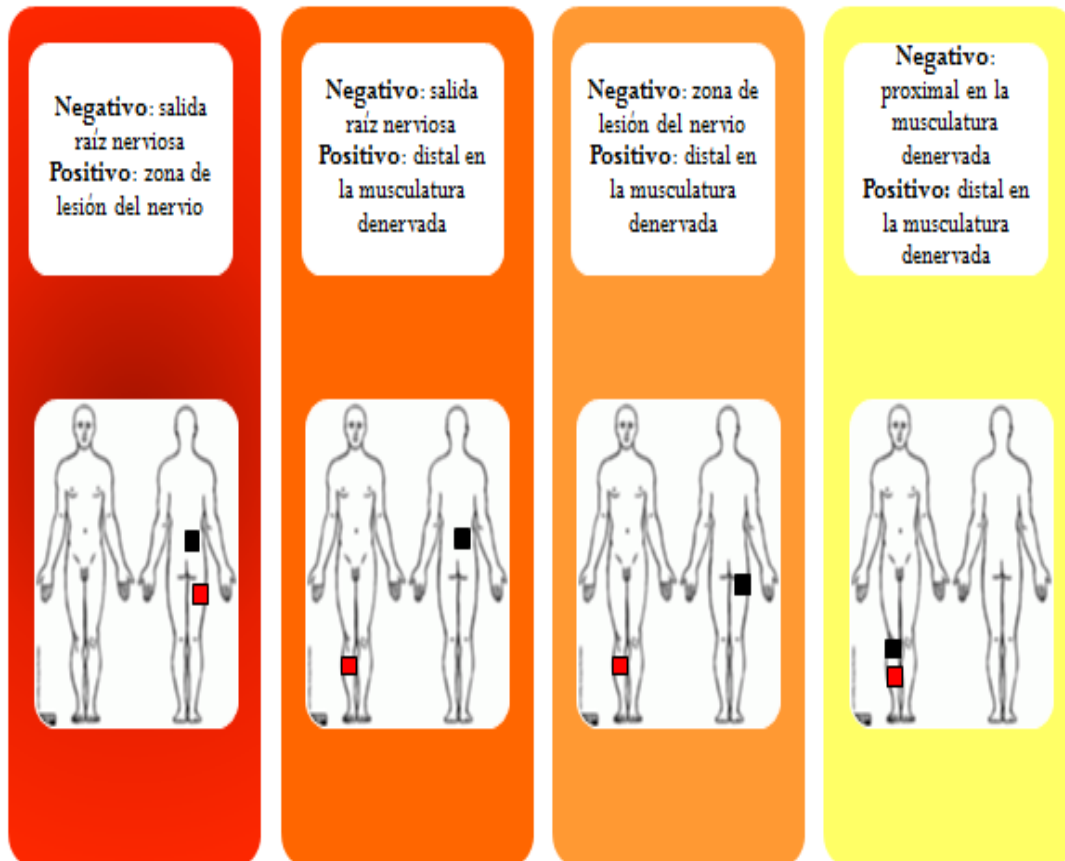 Negativo: salida
raíz nerviosa
Positivo: zona de
lesión del nervio
Negativo: salida
raíz nerviosa
Positivo: distal en
la musculatura
denervada
Negativo: zona de
lesión del nervio
Positivo: distal en
la musculatura
denervada
Negativo:
proximal en la
musculatura
denervada
Positivo: distal en
la musculatura
denervada